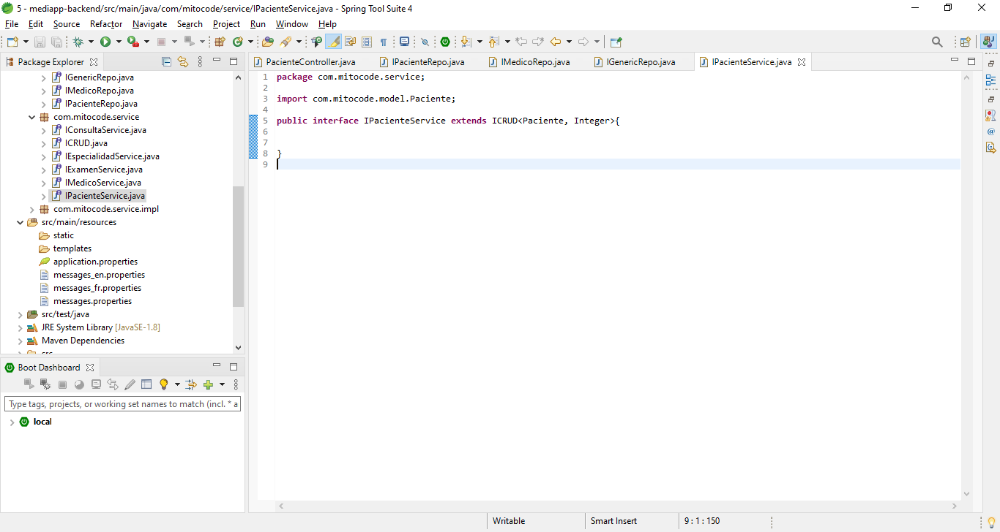 5 - mediapp-backend/src/main/java/com/mitocode/service/IPacienteService.java - Spring Tool Suite 4
File Edit Source Refactor Navigate Search Project Run Window Help
Package Explorer
IGenericRepo.java
IMedicoRepo.java
IPacienteRepo.java
com.mitocode.service
IConsultaService.java
ICRUD.java
IEspecialidadService.java
IExamenService.java
IMedicoService.java
IPacienteService.java
com.mitocode.service.impl
src/main/resources
static
templates
application.properties
messages_en.properties
messages_fr.properties
messages.properties
src/test/java
JRE System Library [JavaSE-1.8]
Maven Dependencies
src
Boot Dashboard
Type tags, projects, or working set names to match (incl. * a
local
PacienteController.java IPacienteRepo.java IMedicoRepo.java IGenericRepo.java IPacienteService.java
1 package com.mitocode.service;
2
3 import com.mitocode.model.Paciente;
4
5 public interface IPacienteService extends ICRUD<Paciente, Integer>{
6
7
8 }
9
Writable Smart Insert 9 : 1 : 150